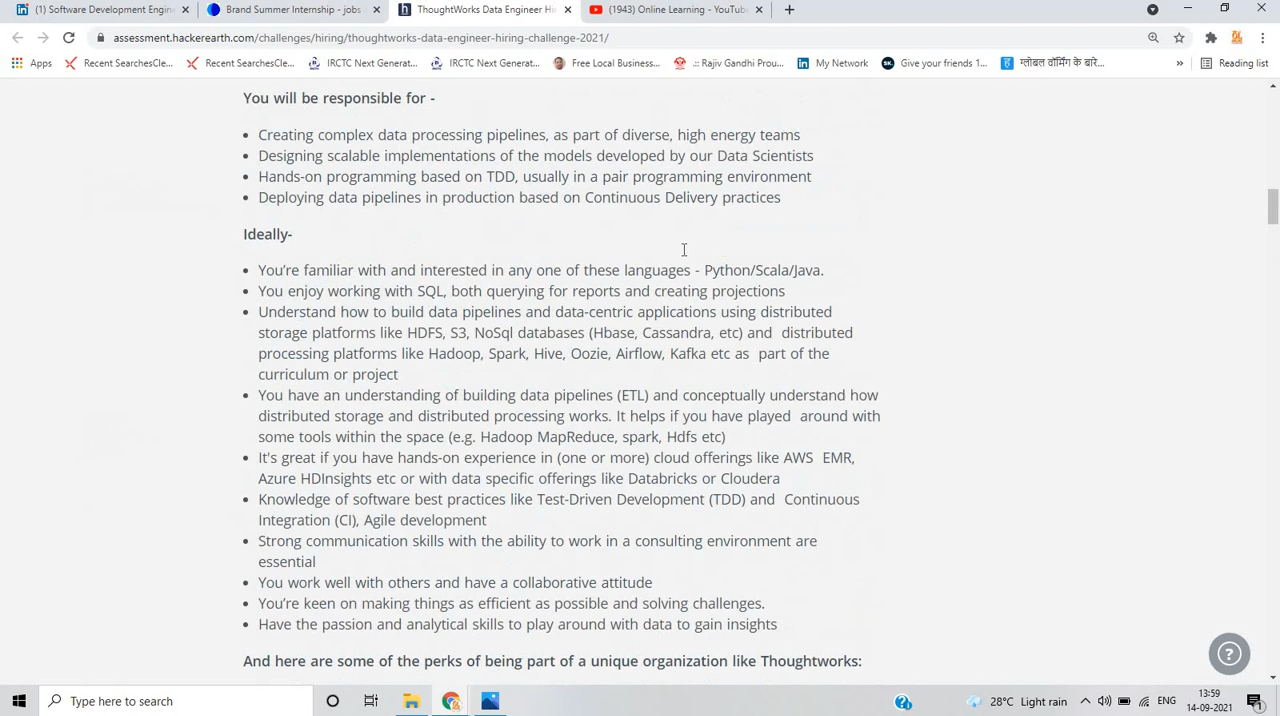 (1) Software Development Engin
Brand Summer Internship - jobs
ThoughtWorks Data Engineer Hi
(1943) Online Learning - YouTub
assessment.hackerearth.com/challenges/hiring/thoughtworks-data-engineer-hiring-challenge-2021/
Apps
Recent SearchesCle...
Recent SearchesCle...
IRCTC Next Generat...
IRCTC Next Generat...
Free Local Business...
.:: Rajiv Gandhi Prou...
My Network
Give your friends 1...
ग्लोबल वॉर्मिंग के बारे...
»
Reading list
You will be responsible for -
• Creating complex data processing pipelines, as part of diverse, high energy teams
• Designing scalable implementations of the models developed by our Data Scientists
• Hands-on programming based on TDD, usually in a pair programming environment
• Deploying data pipelines in production based on Continuous Delivery practices
Ideally-
• You're familiar with and interested in any one of these languages - Python/Scala/Java.
• You enjoy working with SQL, both querying for reports and creating projections
• Understand how to build data pipelines and data-centric applications using distributed
storage platforms like HDFS, S3, NoSql databases (Hbase, Cassandra, etc) and distributed
processing platforms like Hadoop, Spark, Hive, Oozie, Airflow, Kafka etc as part of the
curriculum or project
• You have an understanding of building data pipelines (ETL) and conceptually understand how
distributed storage and distributed processing works. It helps if you have played around with
some tools within the space (e.g. Hadoop MapReduce, spark, Hdfs etc)
• It's great if you have hands-on experience in (one or more) cloud offerings like AWS EMR,
Azure HDInsights etc or with data specific offerings like Databricks or Cloudera
• Knowledge of software best practices like Test-Driven Development (TDD) and Continuous
Integration (CI), Agile development
• Strong communication skills with the ability to work in a consulting environment are
essential
• You work well with others and have a collaborative attitude
• You're keen on making things as efficient as possible and solving challenges.
• Have the passion and analytical skills to play around with data to gain insights
And here are some of the perks of being part of a unique organization like Thoughtworks:
Type here to search
28°C Light rain
ENG
13:59
14-09-2021